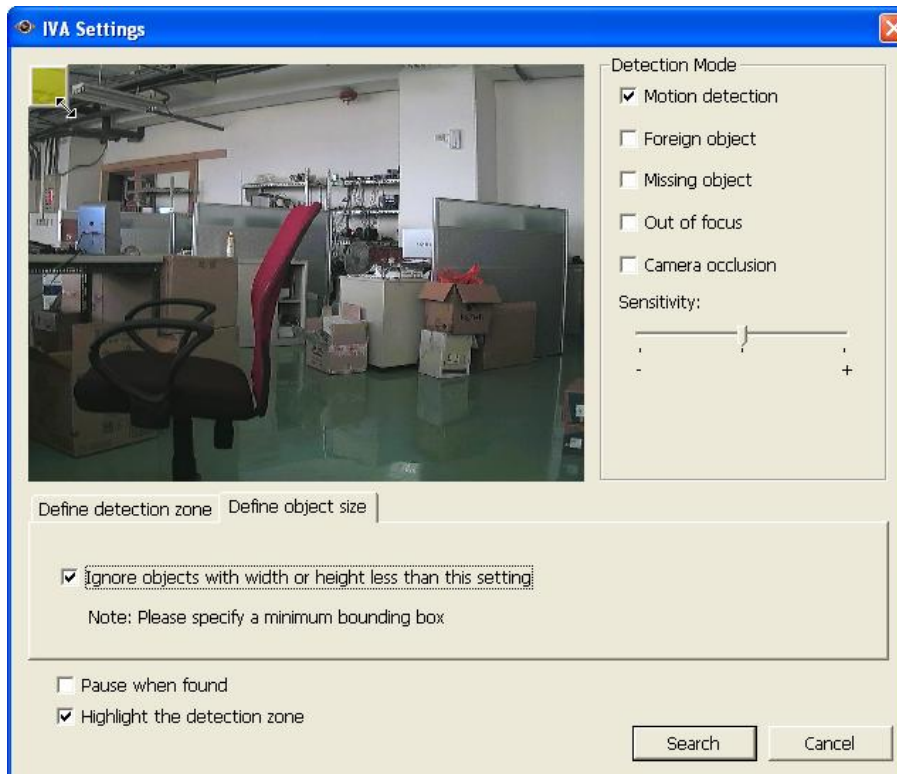 IVA Settings
Detection Mode
Motion detection
Foreign object
Missing object
Out of focus
Camera occlusion
Sensitivity:
- +
Define detection zone
Define object size
Ignore objects with width or height less than this setting
Note: Please specify a minimum bounding box
Pause when found
Highlight the detection zone
Search
Cancel